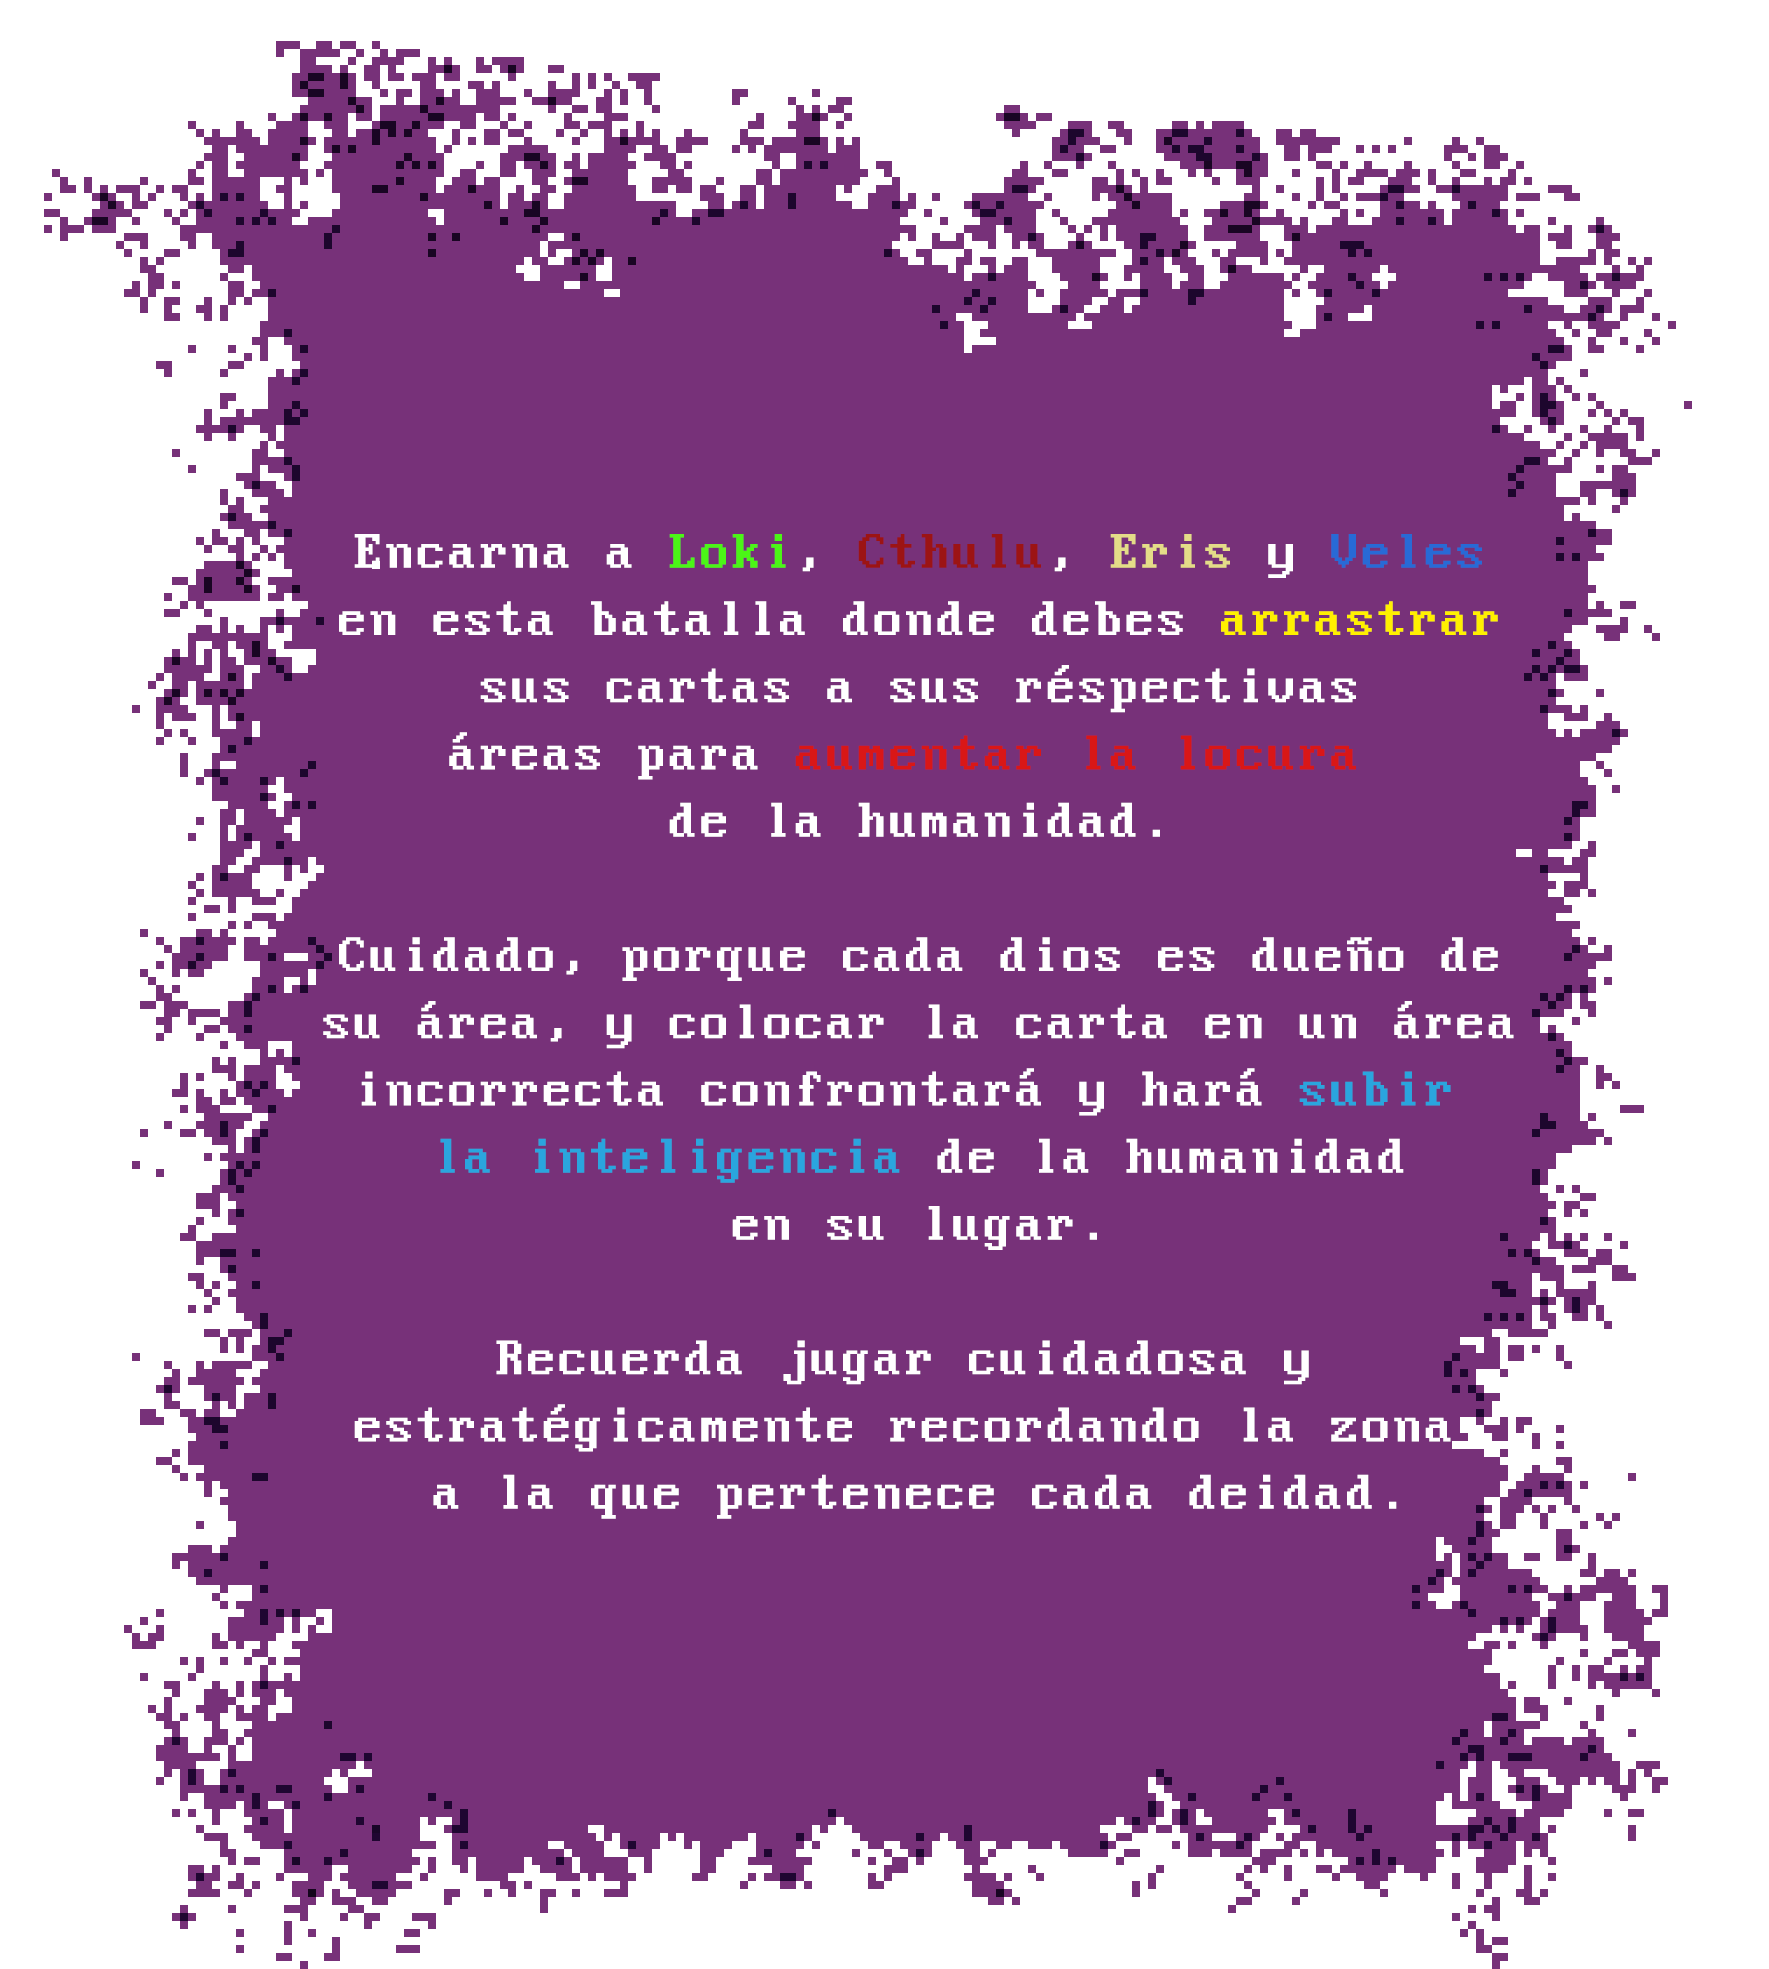 Encarna a Loki, Cthulu, Eris y Veles
en esta batalla donde debes arrastrar
sus cartas a sus réspectivas
áreas para aumentar la locura
de la humanidad.
Cuidado, porque cada dios es dueño de
su área, y colocar la carta en un área
incorrecta confrontará y hará subir
la inteligencia de la humanidad
en su lugar.
Recuerda jugar cuidadosa y
estratégicamente recordando la zona
a la que pertenece cada deidad.